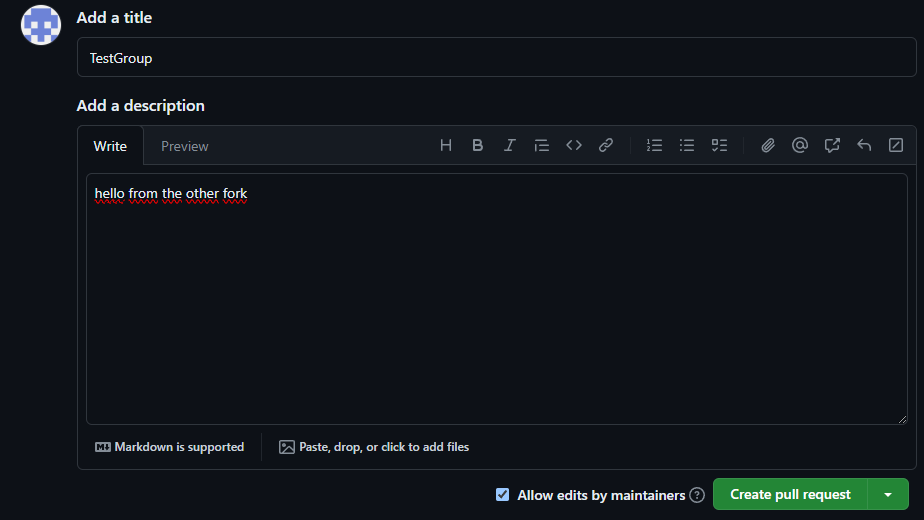 Add a title
TestGroup
Add a description
Write Preview
hello from the other fork
Markdown is supported Paste, drop, or click to add files
Allow edits by maintainers Create pull request